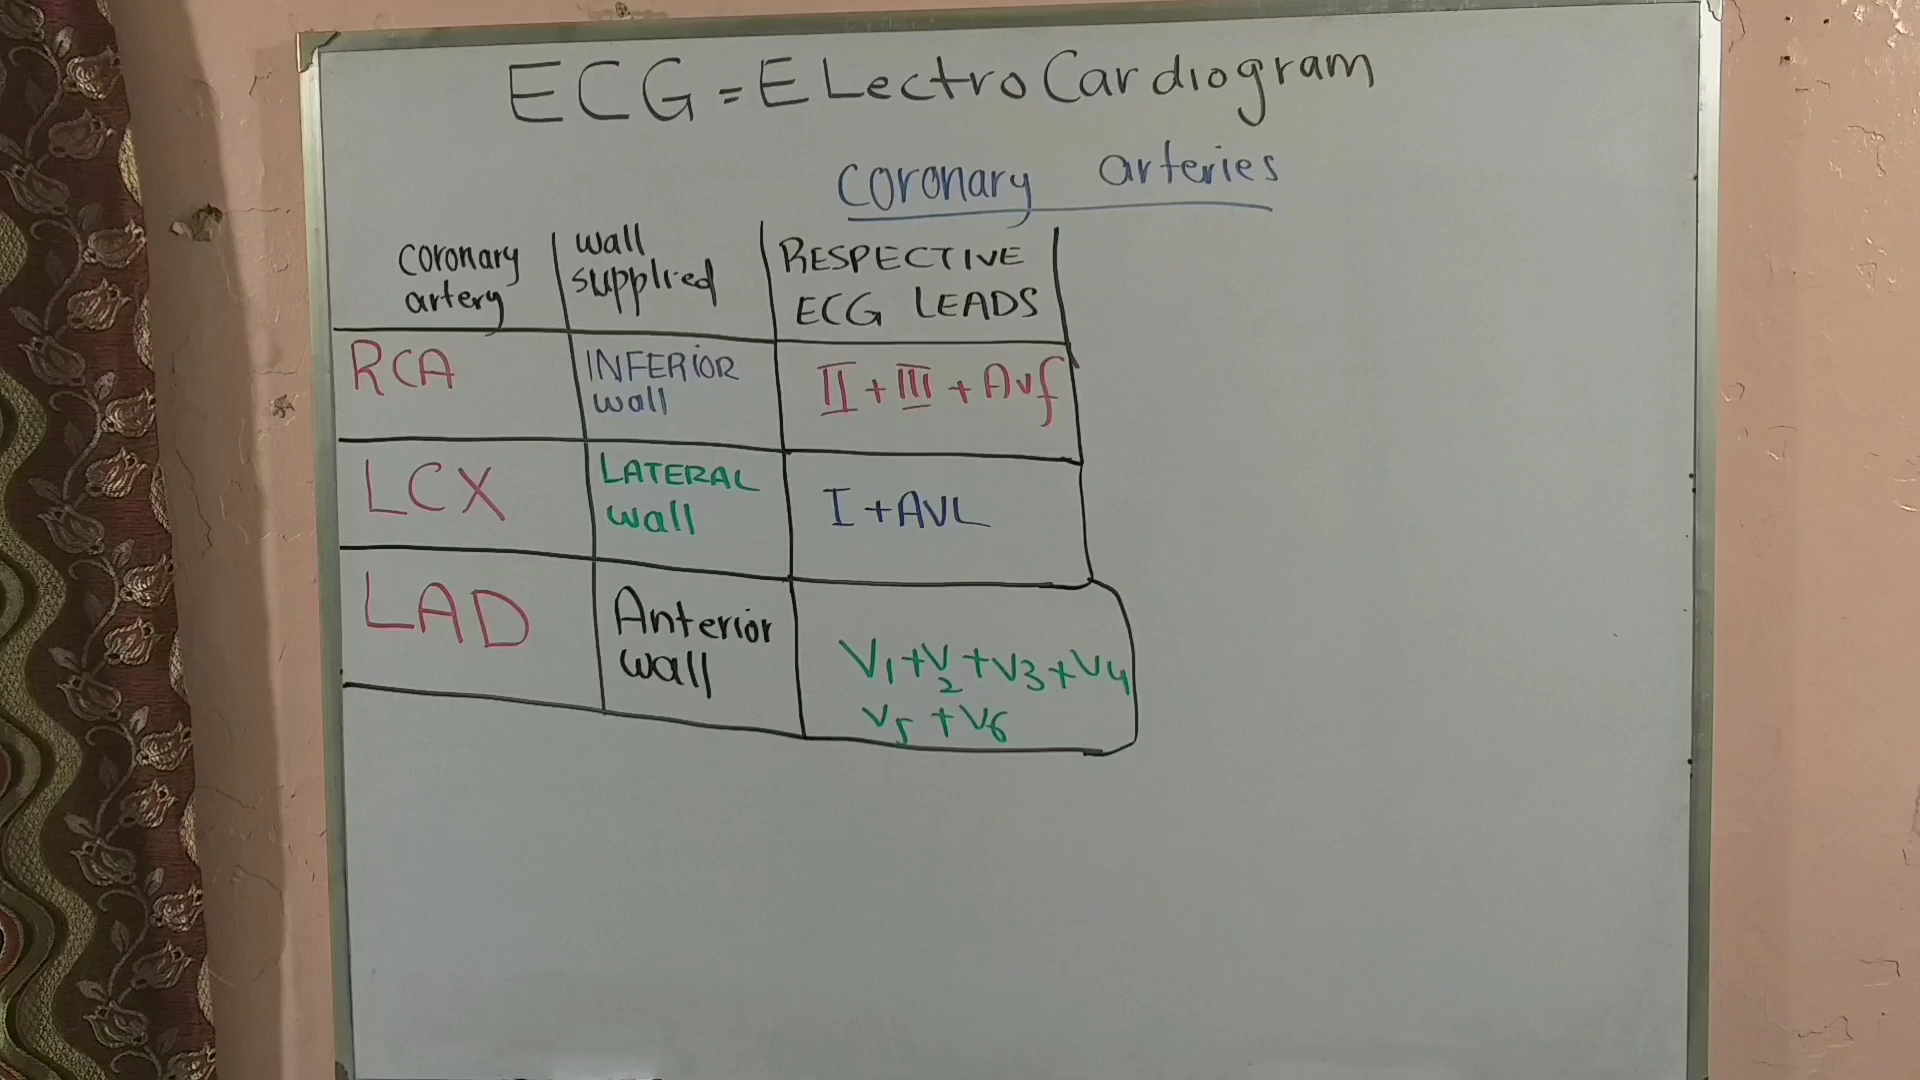 ECG = ELectro Cardiogram
coronary arteries
coronary
artery
wall
supplied
RESPECTIVE
ECG LEADS
RCA
INFERIOR
wall
II + III + Avf
LCX
LATERAL
wall
I + AVL
LAD
Anterior
wall
V1 + V2 + V3 + V4
V5 + V6